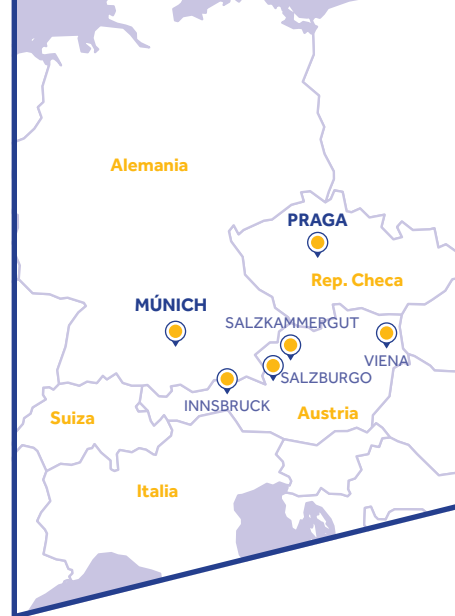 Alemania
PRAGA
Rep. Checa
MÚNICH
SALZKAMMERGUT
VIENA
SALZBURGO
INNSBRUCK
Suiza
Austria
Italia